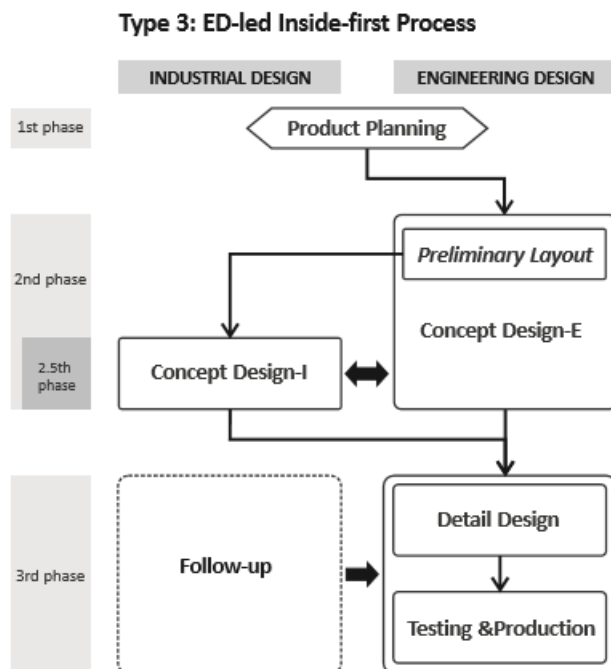 Type 3: ED-led Inside-first Process
INDUSTRIAL DESIGN
ENGINEERING DESIGN
1st phase
Product Planning
2nd phase
Preliminary Layout
Concept Design-E
2.5th
phase
Concept Design-I
3rd phase
Follow-up
Detail Design
Testing &Production